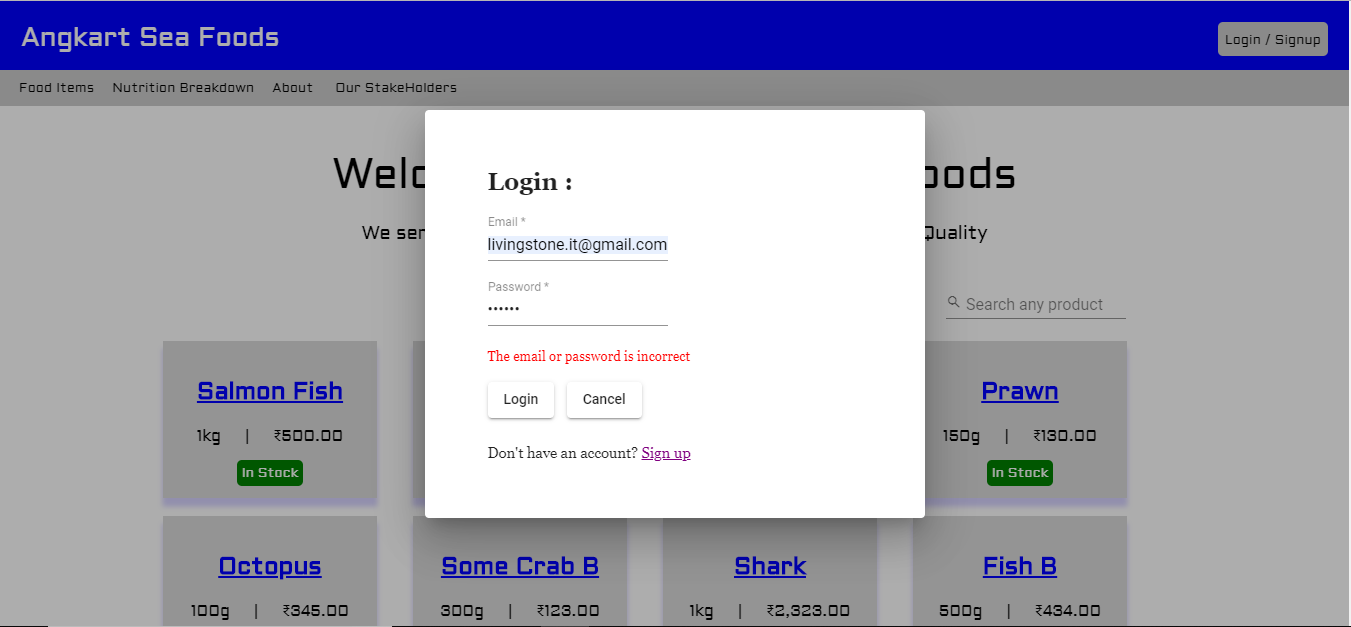 Angkart Sea Foods
Login / Signup
Food Items Nutrition Breakdown About Our StakeHolders
oods
We ser
Quality
Login :
Email *
livingstone.it@gmail.com
Password *
••••••
The email or password is incorrect
Login Cancel
Don't have an account? Sign up
Search any product
Salmon Fish
1kg | ₹500.00
In Stock
Prawn
150g | ₹130.00
In Stock
Octopus
100g | ₹345.00
Some Crab B
300g | ₹123.00
Shark
1kg | ₹2,323.00
Fish B
500g | ₹434.00